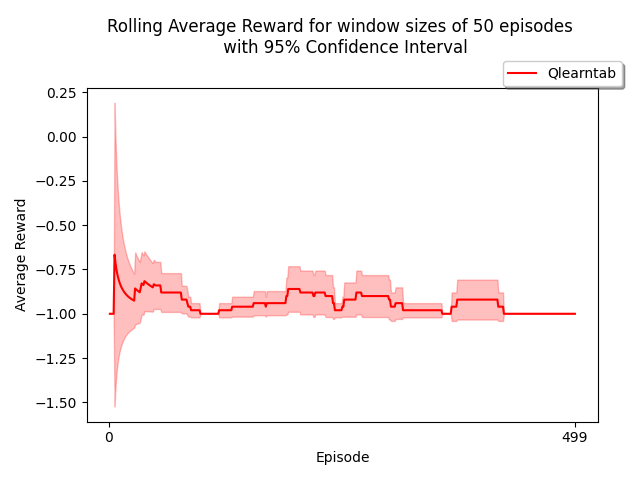 Rolling Average Reward for window sizes of 50 episodes
with 95% Confidence Interval
Qlearntab
0.25
0.00
−0.25
−0.50
−0.75
−1.00
−1.25
−1.50
Average Reward
0
499
Episode